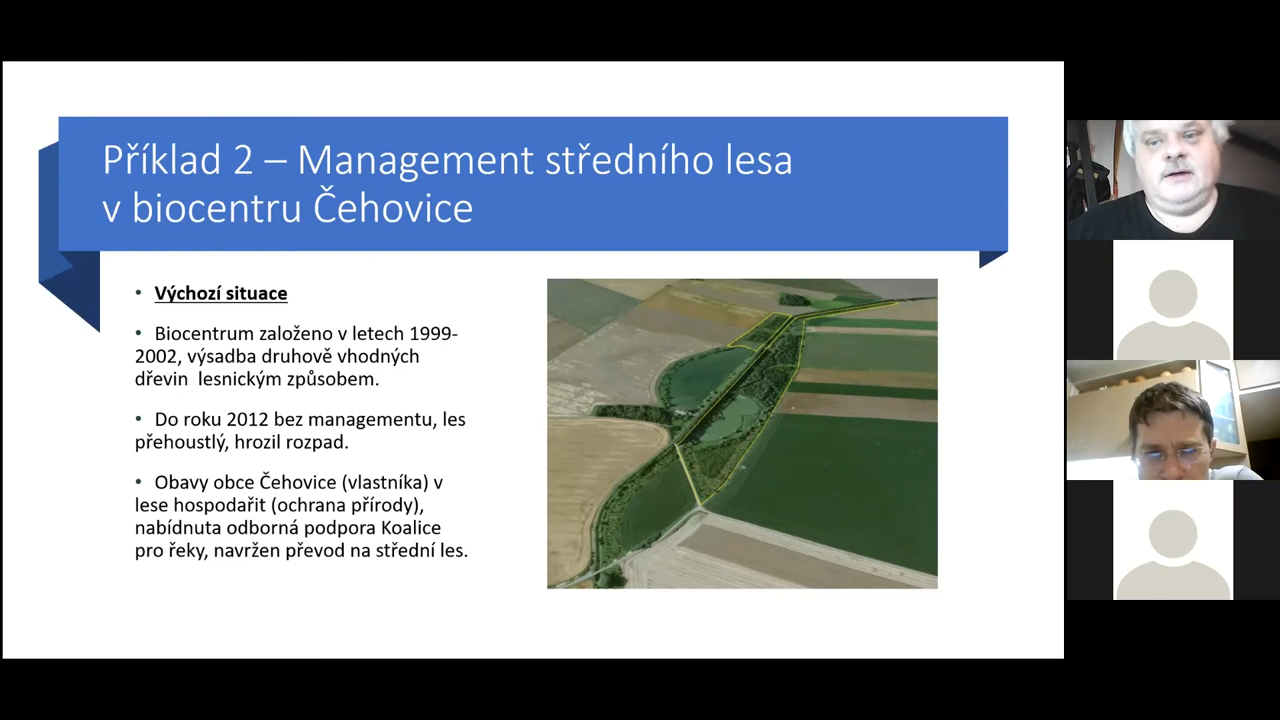 Příklad 2 – Management středního lesa
v biocentru Čehovice
• Výchozí situace
• Biocentrum založeno v letech 1999-
2002, výsadba druhově vhodných
dřevin lesnickým způsobem.
• Do roku 2012 bez managementu, les
přehoustlý, hrozil rozpad.
• Obavy obce Čehovice (vlastníka) v
lese hospodařit (ochrana přírody),
nabídnuta odborná podpora Koalice
pro řeky, navržen převod na střední les.